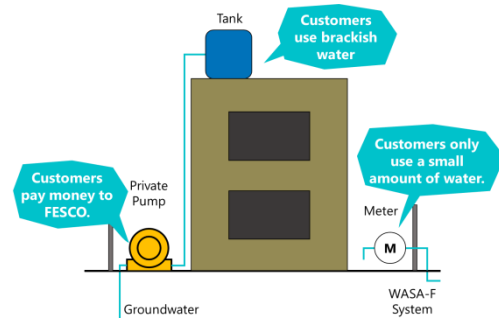 Tank
Customers
use brackish
water
Customers
pay money to
FESCO.
Private
Pump
Customers only
use a small
amount of water.
Meter
M
Groundwater
WASA-F
System